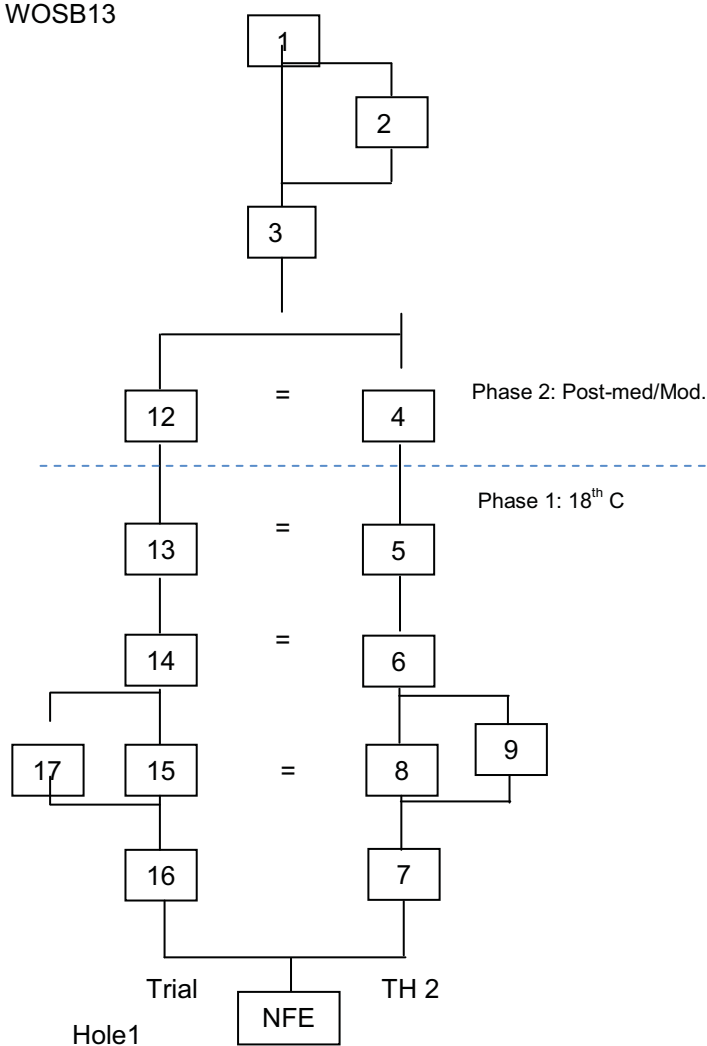 WOSB13
1
2
3
12 = 4
Phase 2: Post-med/Mod.
Phase 1: 18th C
13 = 5
14 = 6
9
17 15 = 8
16 7
Trial TH 2
NFE
Hole1